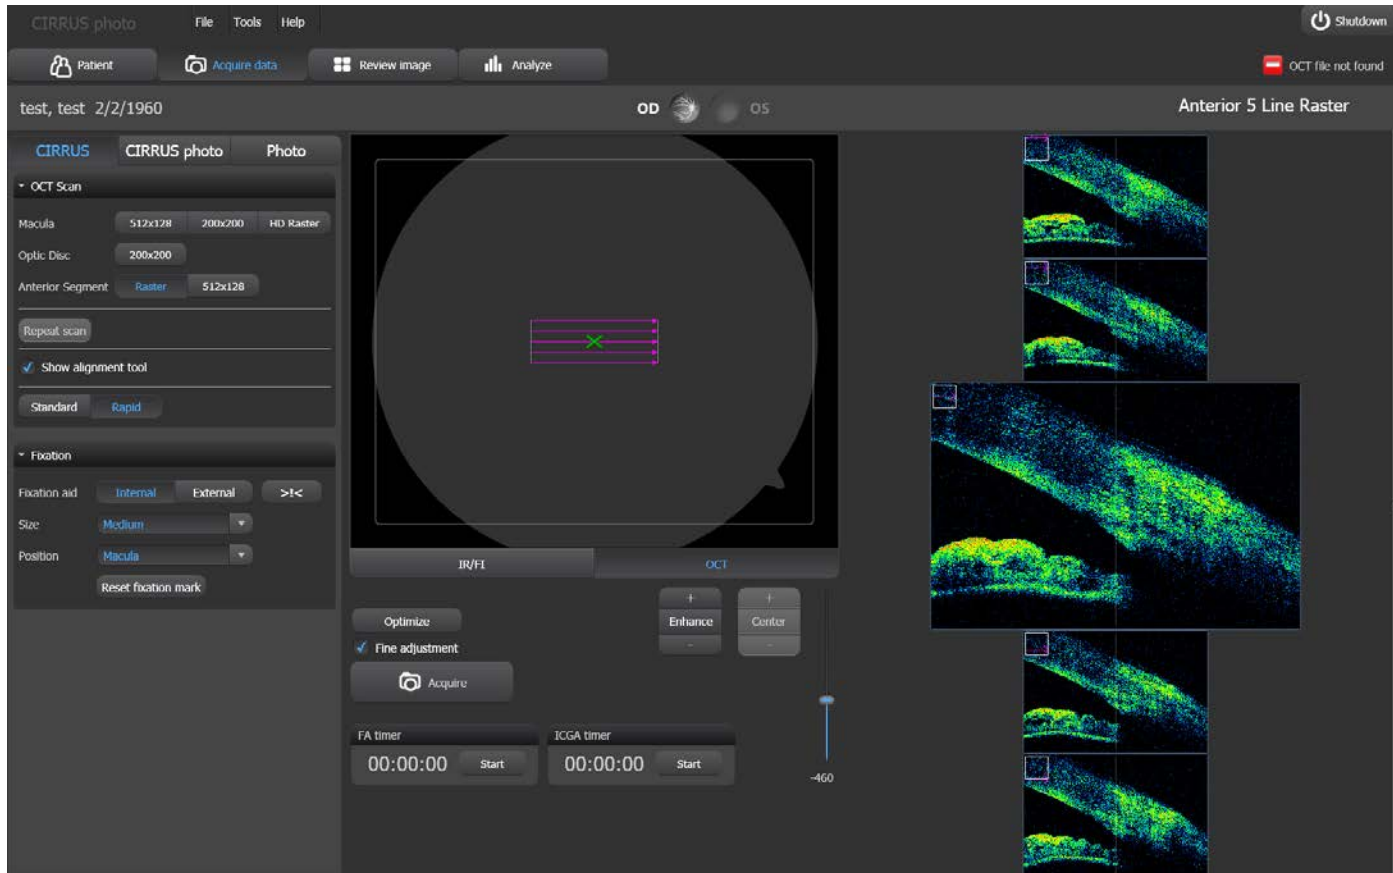 CIRRUS photo File Tools Help Shutdown
Patient Acquire data Review image Analyze OCT file not found
test, test 2/2/1960 OD OS Anterior 5 Line Raster
CIRRUS CIRRUS photo Photo
OCT Scan
Macula 512x128 200x200 HD Raster
Optic Disc 200x200
Anterior Segment Raster 512x128
Repeat scan
Show alignment tool
Standard Rapid
Fixation
Fixation aid Internal External >!<
Size Medium
Position Macula
Reset fixation mark
IR/FI OCT
+ +
Optimize Enhance Center
- -
Fine adjustment
Acquire
FA timer ICGA timer
00:00:00 Start 00:00:00 Start
-460